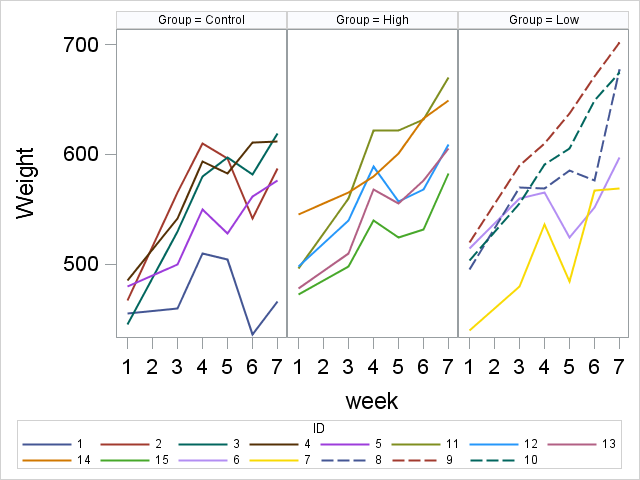 Group = Control Group = High Group = Low
700
600
500
Weight
1 2 3 4 5 6 7 1 2 3 4 5 6 7 1 2 3 4 5 6 7
week
ID
1 2 3 4 5 11 12 13
14 15 6 7 8 9 10